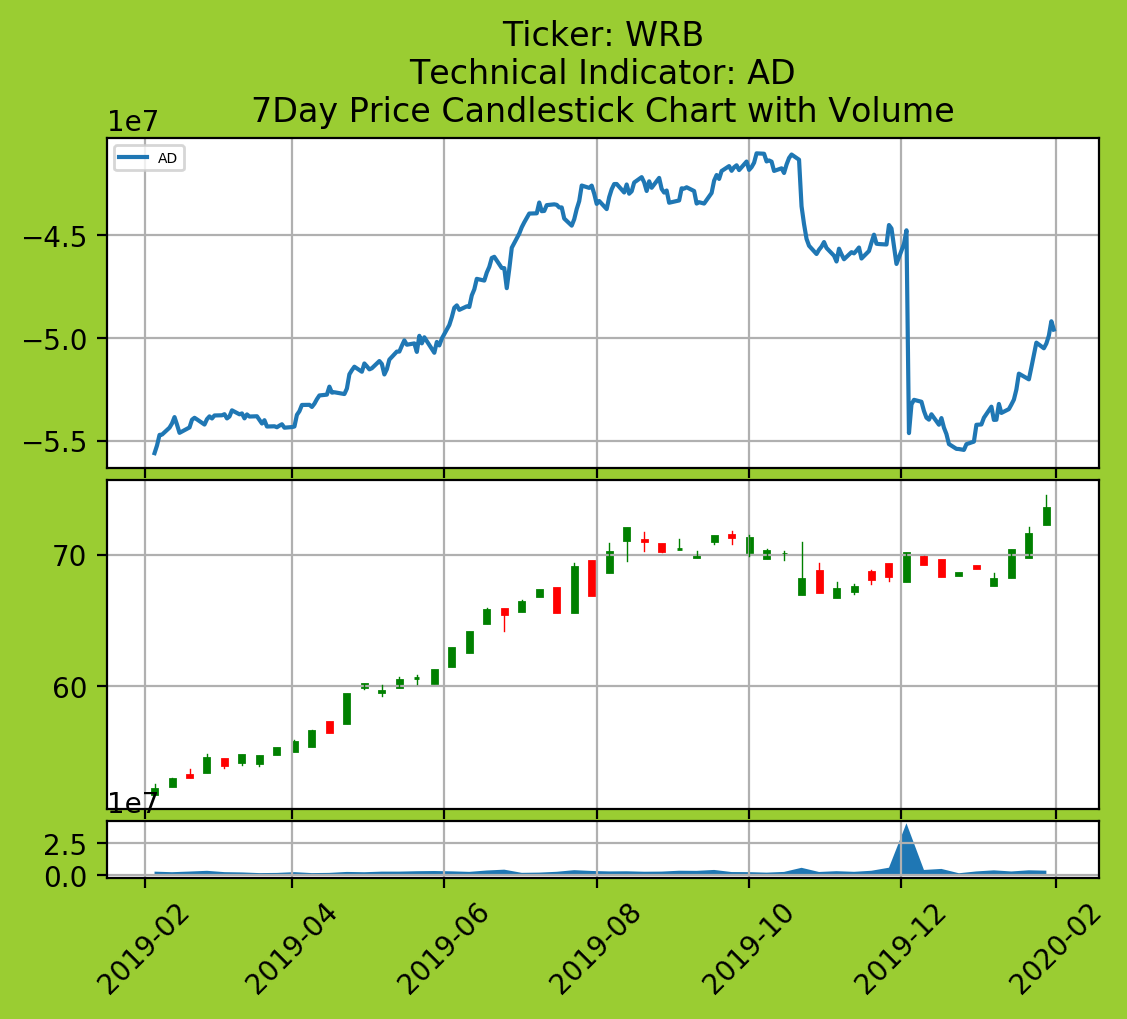 Ticker: WRB
Technical Indicator: AD
7Day Price Candlestick Chart with Volume
1e7
AD
−4.5
−5.0
−5.5
70
60
1e7
2.5
0.0
2019-02
2019-04
2019-06
2019-08
2019-10
2019-12
2020-02